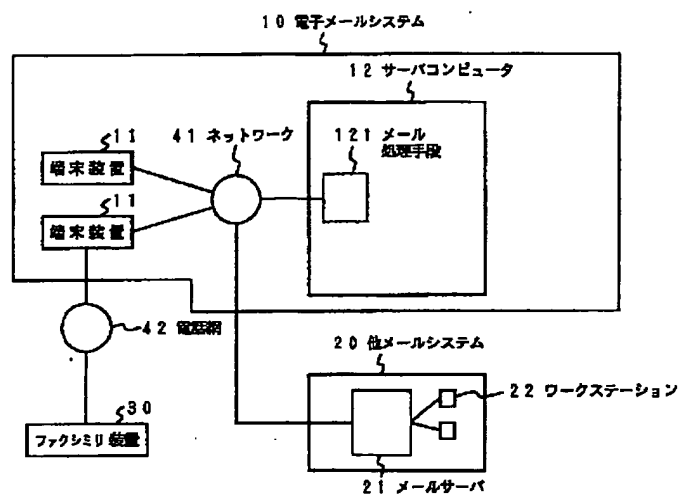 10 電子メールシステム
12 サーバコンピュータ
11
41 ネットワーク
121 メール
処理手段
端末装置
11
端末装置
42 電話網
20 他メールシステム
30
22 ワークステーション
ファクシミリ装置
21 メールサーバ